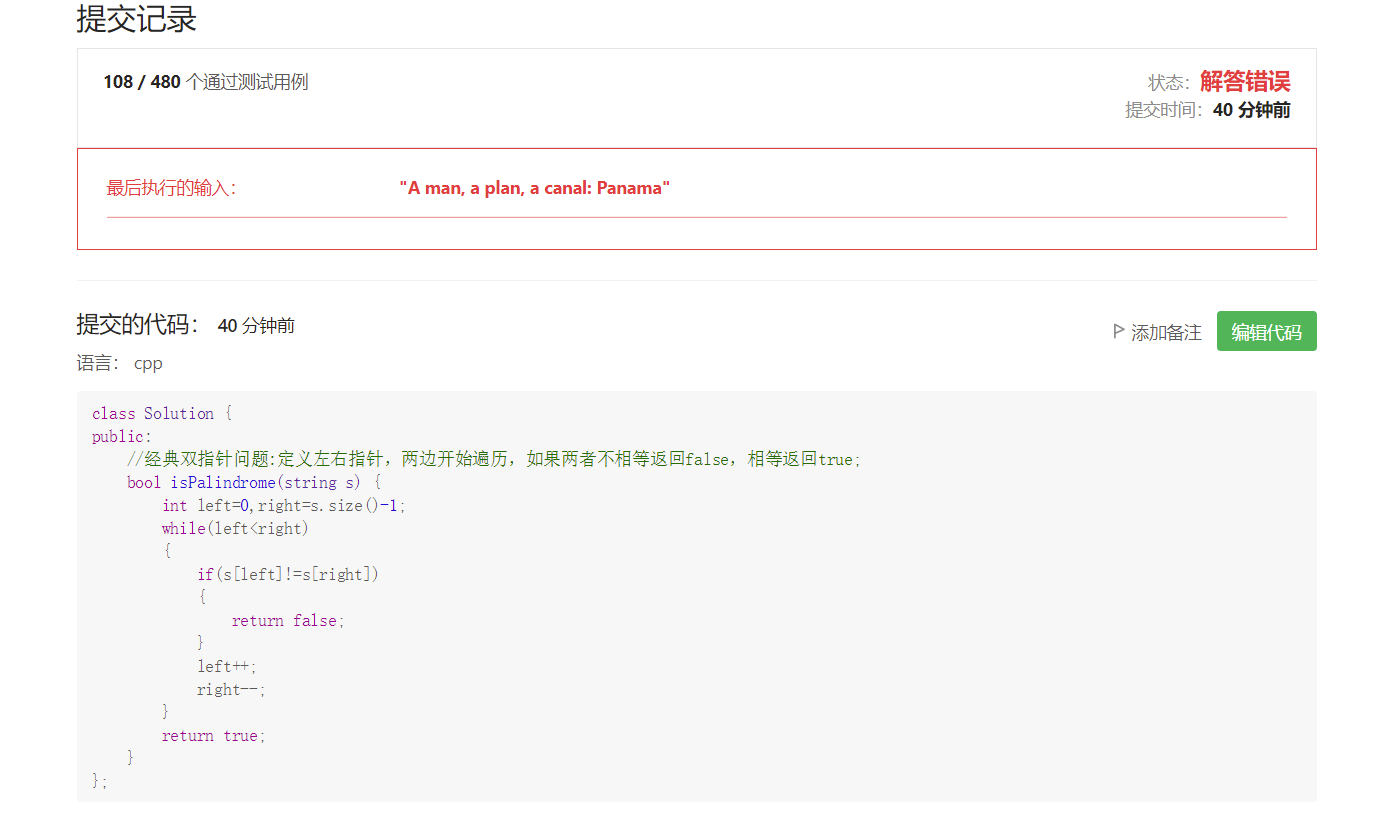 提交记录
108 / 480 个通过测试用例
状态：解答错误
提交时间：40 分钟前
最后执行的输入：
"A man, a plan, a canal: Panama"
提交的代码： 40 分钟前
添加备注
编辑代码
语言： cpp
class Solution {
public:
    //经典双指针问题:定义左右指针，两边开始遍历，如果两者不相等返回false，相等返回true;
    bool isPalindrome(string s) {
        int left=0,right=s.size()-1;
        while(left<right)
        {
            if(s[left]!=s[right])
            {
                return false;
            }
            left++;
            right--;
        }
        return true;
    }
};